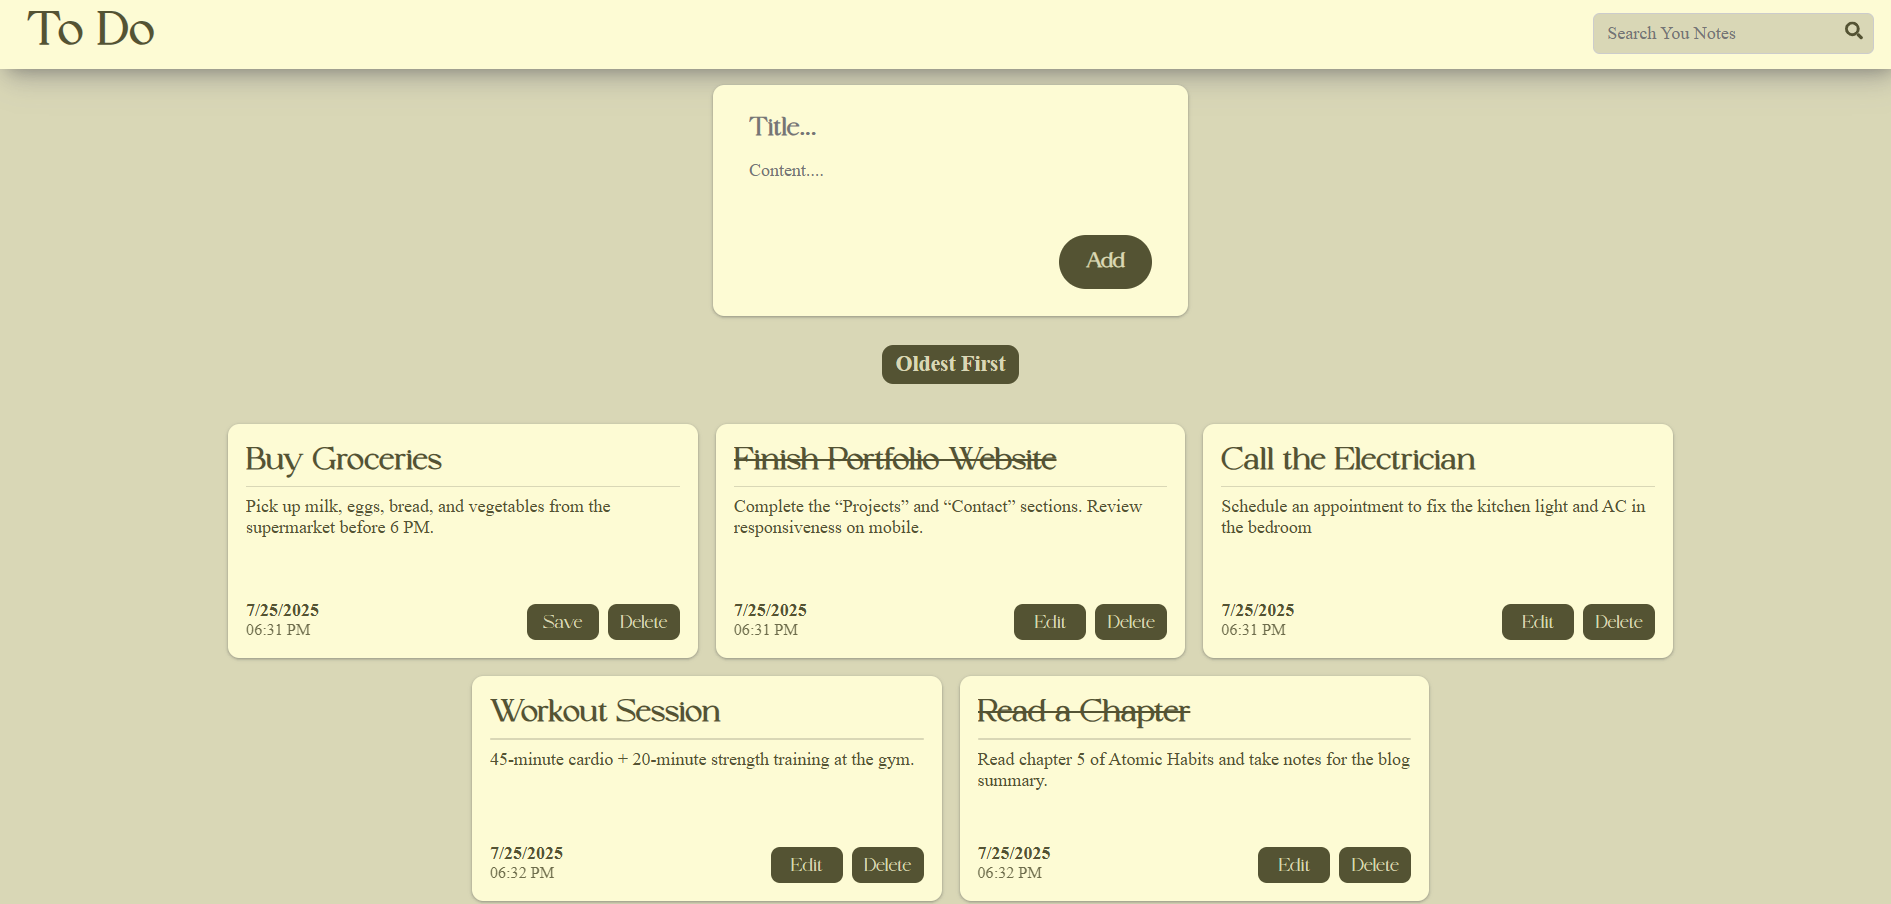 To Do
Search You Notes
Title...
Content....
Add
Oldest First
Buy Groceries
Pick up milk, eggs, bread, and vegetables from the
supermarket before 6 PM.
7/25/2025
06:31 PM
Save
Delete
Finish Portfolio Website
Complete the “Projects” and “Contact” sections. Review
responsiveness on mobile.
7/25/2025
06:31 PM
Edit
Delete
Call the Electrician
Schedule an appointment to fix the kitchen light and AC in
the bedroom
7/25/2025
06:31 PM
Edit
Delete
Workout Session
45-minute cardio + 20-minute strength training at the gym.
7/25/2025
06:32 PM
Edit
Delete
Read a Chapter
Read chapter 5 of Atomic Habits and take notes for the blog
summary.
7/25/2025
06:32 PM
Edit
Delete